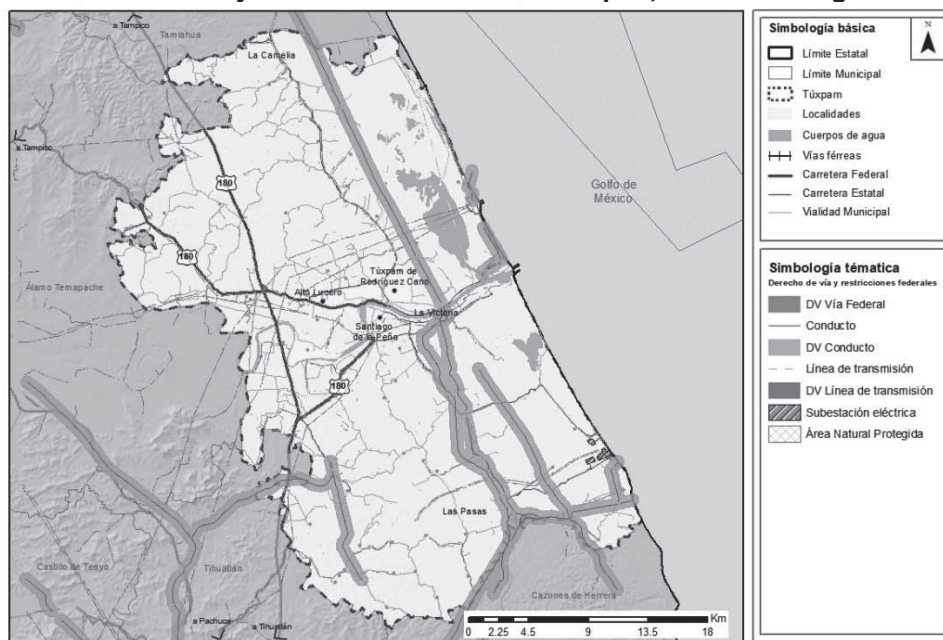 a Tampico
Tamiahua
La Camelia
a Tampico
180
Golfo de
México
180
Álamo Temapache
Alto Lucero
Túxpam de
Rodríguez Cano
La Victoria
Santiago
de la Peña
180
Las Pasas
Castillo de Teayo
Tihuatlán
Cazones de Herrera
a Pachuca
a Tihuatlán
Km
0 2.25 4.5 9 13.5 18
Simbología básica
N
Límite Estatal
Límite Municipal
Túxpam
Localidades
Cuerpos de agua
Vías férreas
Carretera Federal
Carretera Estatal
Vialidad Municipal
Simbología témática
Derecho de vía y restricciones federales
DV Vía Federal
Conducto
DV Conducto
Línea de transmisión
DV Línea de transmisión
Subestación eléctrica
Área Natural Protegida